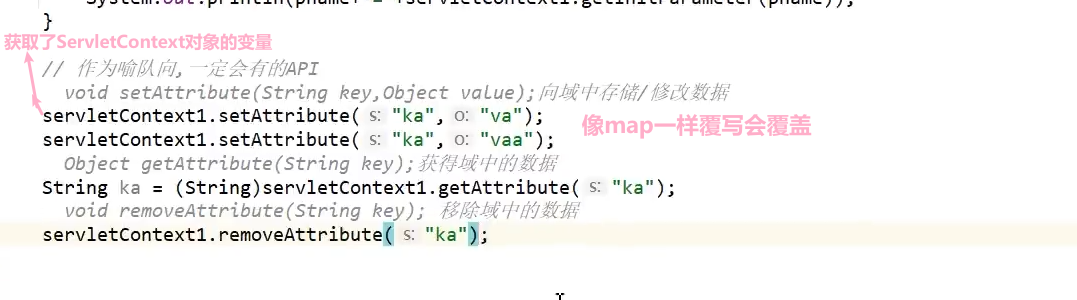 System.out.println(pname+"="+servletContext1.getInitParameter(pname));
}
获取了ServletContext对象的变量
// 作为喻队向,一定会有的API
void setAttribute(String key,Object value);向域中存储/修改数据
servletContext1.setAttribute( s: "ka", o: "va");
像map一样覆写会覆盖
servletContext1.setAttribute( s: "ka", o: "vaa");
Object getAttribute(String key);获得域中的数据
String ka = (String)servletContext1.getAttribute( s: "ka");
void removeAttribute(String key); 移除域中的数据
servletContext1.removeAttribute( s: "ka");